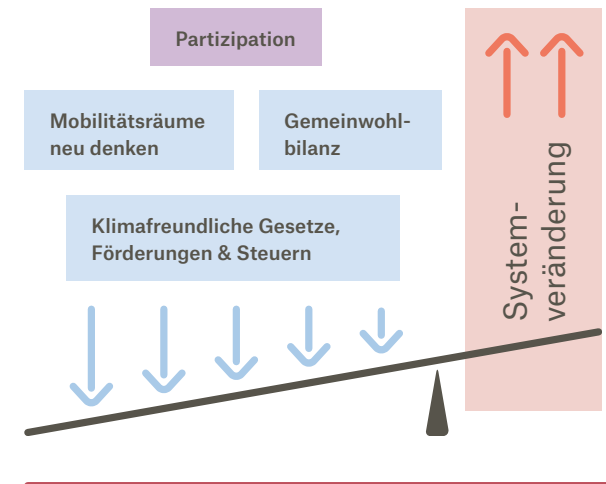 Partizipation
Mobilitätsräume
neu denken
Gemeinwohl-
bilanz
Klimafreundliche Gesetze,
Förderungen & Steuern
System-
veränderung